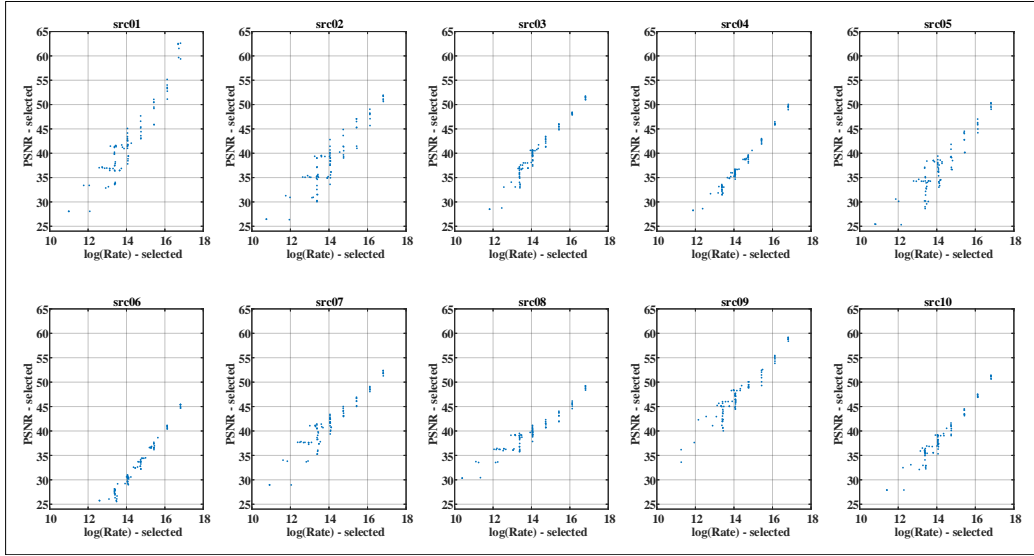 src01 src02 src03 src04 src05
65 65 65 65 65
60 60 60 60 60
55 55 55 55 55
50 50 50 50 50
45 45 45 45 45
40 40 40 40 40
35 35 35 35 35
30 30 30 30 30
25 25 25 25 25
PSNR - selected PSNR - selected PSNR - selected PSNR - selected PSNR - selected
10 12 14 16 18 10 12 14 16 18 10 12 14 16 18 10 12 14 16 18 10 12 14 16 18
log(Rate) - selected log(Rate) - selected log(Rate) - selected log(Rate) - selected log(Rate) - selected
src06 src07 src08 src09 src10
65 65 65 65 65
60 60 60 60 60
55 55 55 55 55
50 50 50 50 50
45 45 45 45 45
40 40 40 40 40
35 35 35 35 35
30 30 30 30 30
25 25 25 25 25
PSNR - selected PSNR - selected PSNR - selected PSNR - selected PSNR - selected
10 12 14 16 18 10 12 14 16 18 10 12 14 16 18 10 12 14 16 18 10 12 14 16 18
log(Rate) - selected log(Rate) - selected log(Rate) - selected log(Rate) - selected log(Rate) - selected